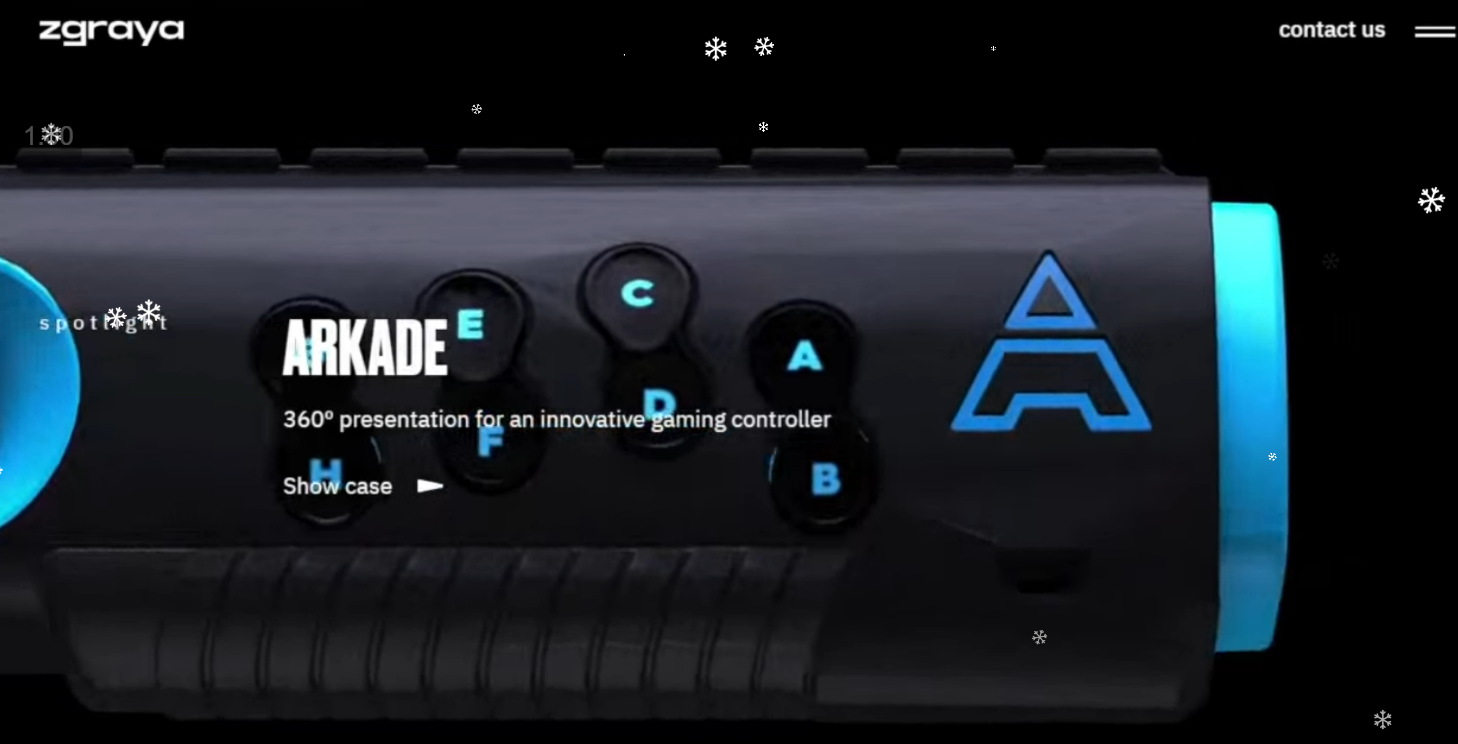 zgraya
contact us
spotlight
ARKADE
360º presentation for an innovative gaming controller
Show case
E
C
A
D
F
H
B